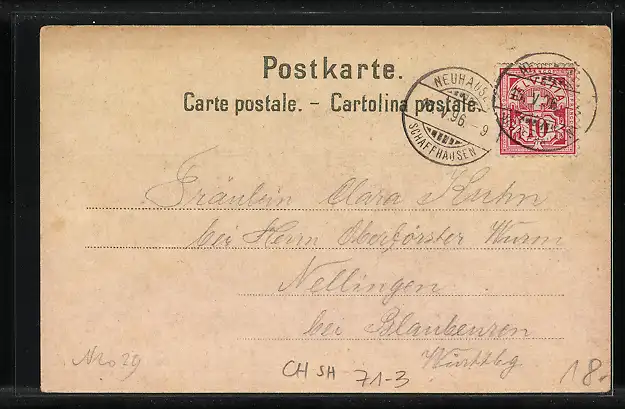 Postkarte.
Carte postale. – Cartolina postale.
NEUHAUSEN
V.96. 9
SCHAFFHAUSEN
10
Fräulein Clara Kuhn
bei Herrn Oberförster Wurm
Nellingen
bei Blaubeuren
Württbg
No 29
CH SH 71-3
18.-